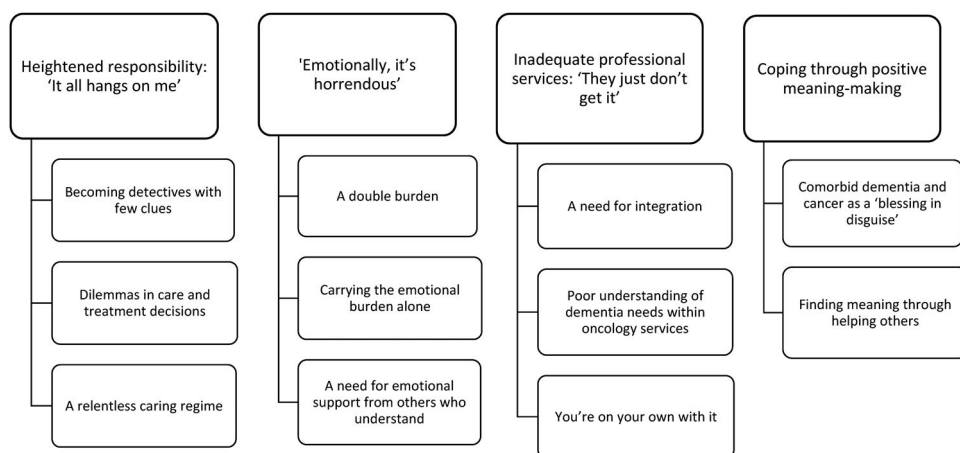 Heightened responsibility:
‘It all hangs on me’
Becoming detectives with
few clues
Dilemmas in care and
treatment decisions
A relentless caring regime
'Emotionally, it’s
horrendous’
A double burden
Carrying the emotional
burden alone
A need for emotional
support from others who
understand
Inadequate professional
services: ‘They just don’t
get it’
A need for integration
Poor understanding of
dementia needs within
oncology services
You’re on your own with it
Coping through positive
meaning-making
Comorbid dementia and
cancer as a ‘blessing in
disguise’
Finding meaning through
helping others